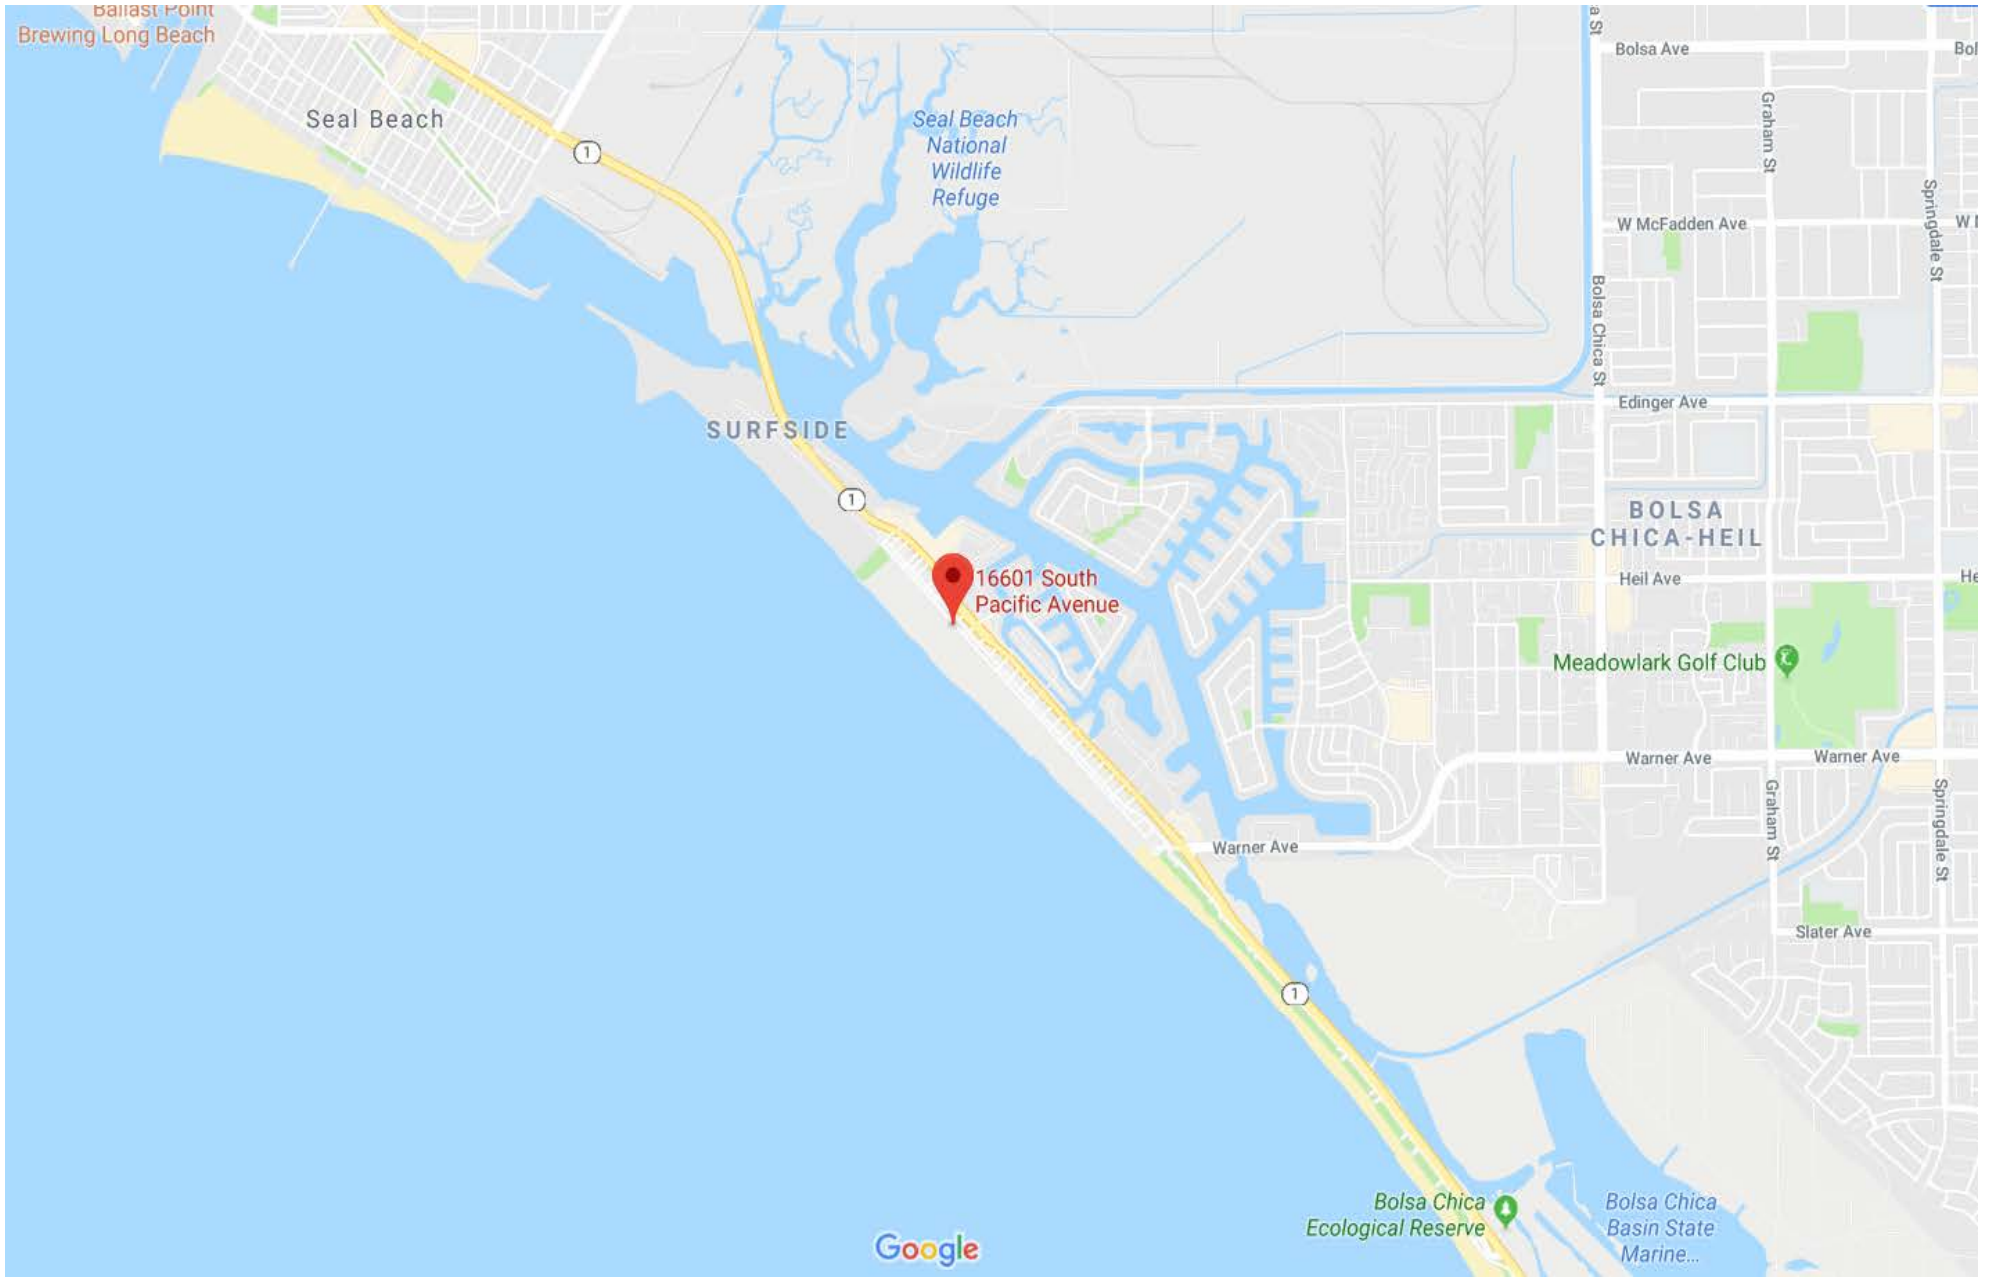 Ballast Point
Brewing Long Beach
Seal Beach
1
Seal Beach
National
Wildlife
Refuge
a St
Bolsa Ave
Bol
Graham St
Springdale St
W McFadden Ave
W
Bolsa Chica St
Edinger Ave
SURFSIDE
1
BOLSA
CHICA-HEIL
16601 South
Pacific Avenue
Heil Ave
He
Meadowlark Golf Club
Warner Ave
Warner Ave
Graham St
Springdale St
Warner Ave
Slater Ave
1
Bolsa Chica
Ecological Reserve
Bolsa Chica
Basin State
Marine...
Google